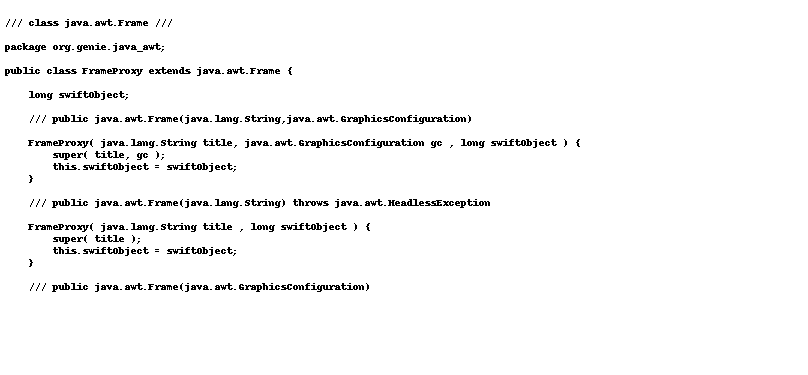 /// class java.awt.Frame ///
package org.genie.java_awt;
public class FrameProxy extends java.awt.Frame {
long swiftObject;
/// public java.awt.Frame(java.lang.String,java.awt.GraphicsConfiguration)
FrameProxy( java.lang.String title, java.awt.GraphicsConfiguration gc , long swiftObject ) {
super( title, gc );
this.swiftObject = swiftObject;
}
/// public java.awt.Frame(java.lang.String) throws java.awt.HeadlessException
FrameProxy( java.lang.String title , long swiftObject ) {
super( title );
this.swiftObject = swiftObject;
}
/// public java.awt.Frame(java.awt.GraphicsConfiguration)